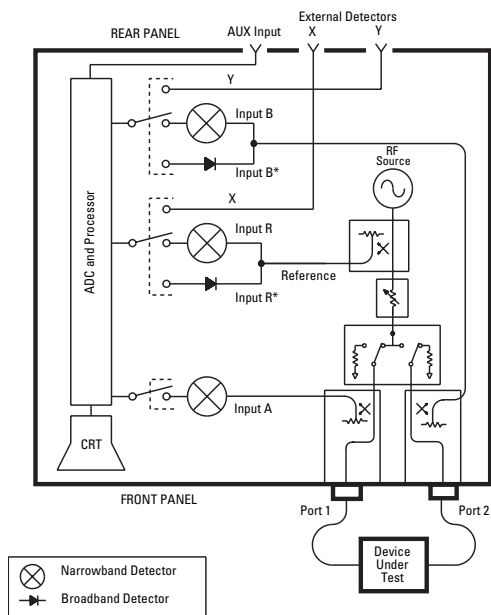 External Detectors
REAR PANEL
AUX Input
X
Y
Y
Input B
RF
Source
Input B*
X
Input R
ADC and Processor
Reference
Input R*
Input A
CRT
FRONT PANEL
Port 1
Port 2
Device
Under
Test
Narrowband Detector
Broadband Detector